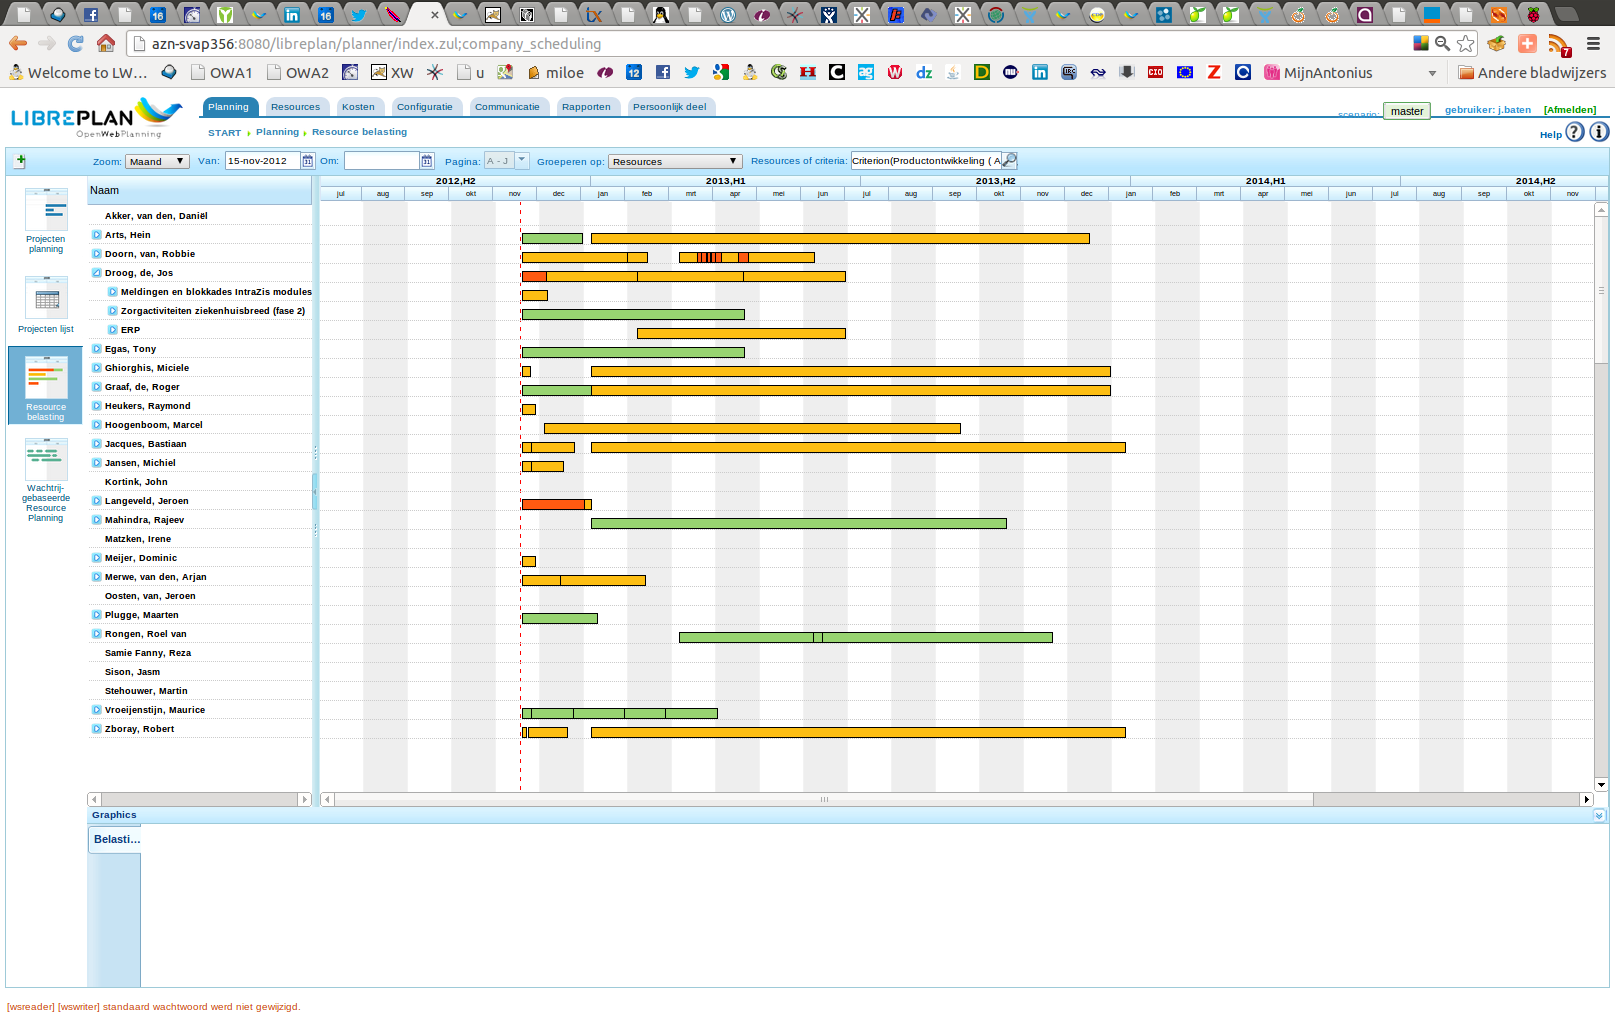 16
16
azn-svap356:8080/libreplan/planner/index.zul;company_scheduling
7
Welcome to LW... OWA1 OWA2 XW u miloe 12 MijnAntonius Andere bladwijzers
LIBREPLAN
OpenWebPlanning
Planning Resources Kosten Configuratie Communicatie Rapporten Persoonlijk deel
scenario: master gebruiker: j.baten [Afmelden]
START Planning Resource belasting
Help ? i
Zoom: Maand Van: 15-nov-2012 Om: Pagina: A - J Groeperen op: Resources Resources of criteria: Criterion(Productontwikkeling ( A
Naam
2012,H2 2013,H1 2013,H2 2014,H1 2014,H2
jul aug sep okt nov dec jan feb mrt apr mei jun jul aug sep okt nov dec jan feb mrt apr mei jun jul aug sep okt nov
Projecten
planning
Projecten lijst
Resource
belasting
Wachtrij-
gebaseerde
Resource
Planning
Akker, van den, Daniël
Arts, Hein
Doorn, van, Robbie
Droog, de, Jos
Meldingen en blokkades IntraZis modules
Zorgactiviteiten ziekenhuisbreed (fase 2)
ERP
Egas, Tony
Ghiorghis, Miciele
Graaf, de, Roger
Heukers, Raymond
Hoogenboom, Marcel
Jacques, Bastiaan
Jansen, Michiel
Kortink, John
Langeveld, Jeroen
Mahindra, Rajeev
Matzken, Irene
Meijer, Dominic
Merwe, van den, Arjan
Oosten, van, Jeroen
Plugge, Maarten
Rongen, Roel van
Samie Fanny, Reza
Sison, Jasm
Stehouwer, Martin
Vroeijenstijn, Maurice
Zboray, Robert
Graphics
Belasti...
[wsreader] [wswriter] standaard wachtwoord werd niet gewijzigd.